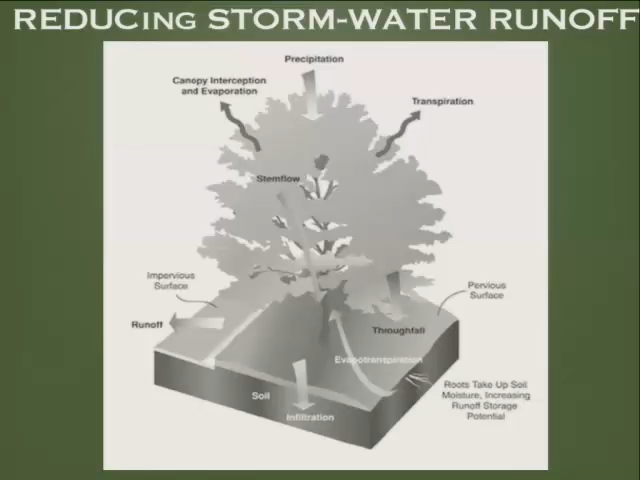 REDUCING STORM-WATER RUNOFF
Precipitation
Canopy Interception
and Evaporation
Transpiration
Stemflow
Impervious
Surface
Pervious
Surface
Runoff
Throughfall
Evapotranspiration
Soil
Infiltration
Roots Take Up Soil
Moisture, Increasing
Runoff Storage
Potential